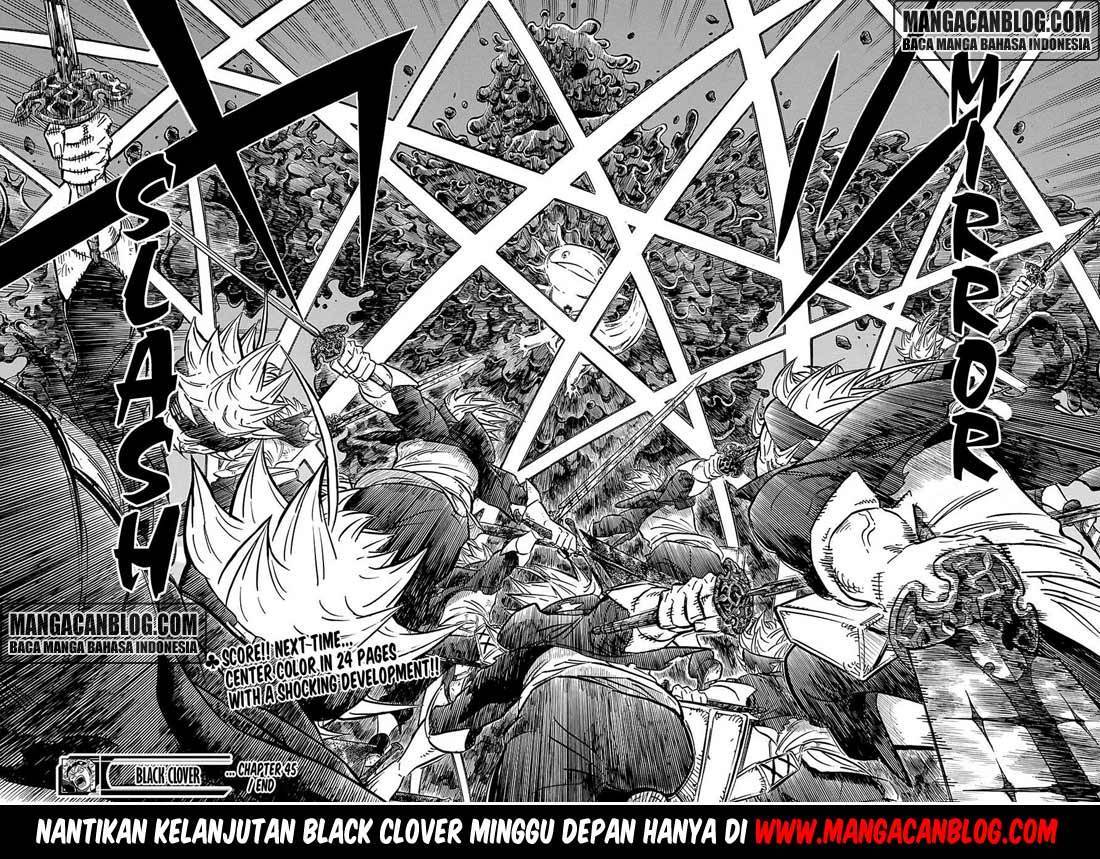 MANGACANBLOG.COM
BACA MANGA BAHASA INDONESIA
MIRROR
SLASH
MANGACANBLOG.COM
BACA MANGA BAHASA INDONESIA
♣ SCORE!! NEXT TIME...
CENTER COLOR IN 24 PAGES
WITH A SHOCKING DEVELOPMENT!!
BLACK CLOVER
... CHAPTER 45
/ END
NANTIKAN KELANJUTAN BLACK CLOVER MINGGU DEPAN HANYA DI WWW.MANGACANBLOG.COM